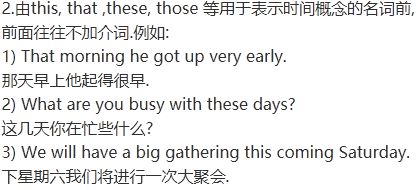 2.由this, that ,these, those 等用于表示时间概念的名词前,
前面往往不加介词.例如:
1) That morning he got up very early.
那天早上他起得很早.
2) What are you busy with these days?
这几天你在忙些什么?
3) We will have a big gathering this coming Saturday.
下星期六我们将进行一次大聚会.